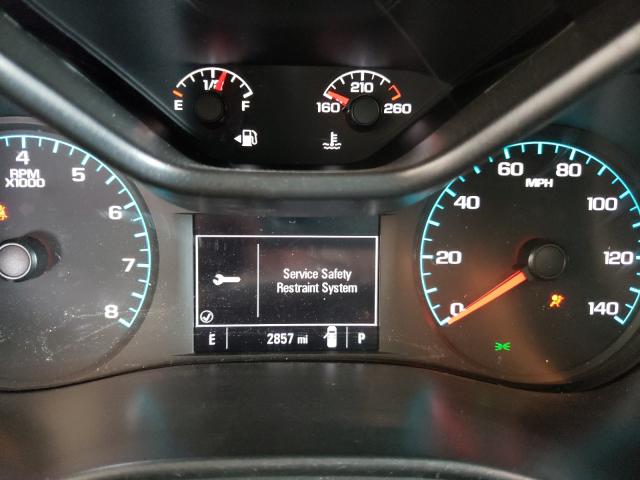 1/2
E F
210
160 260
4 5 6 7 8
RPM
X1000
Service Safety
Restraint System
E 2857 mi P
0 20 40 60 80 100 120 140
MPH